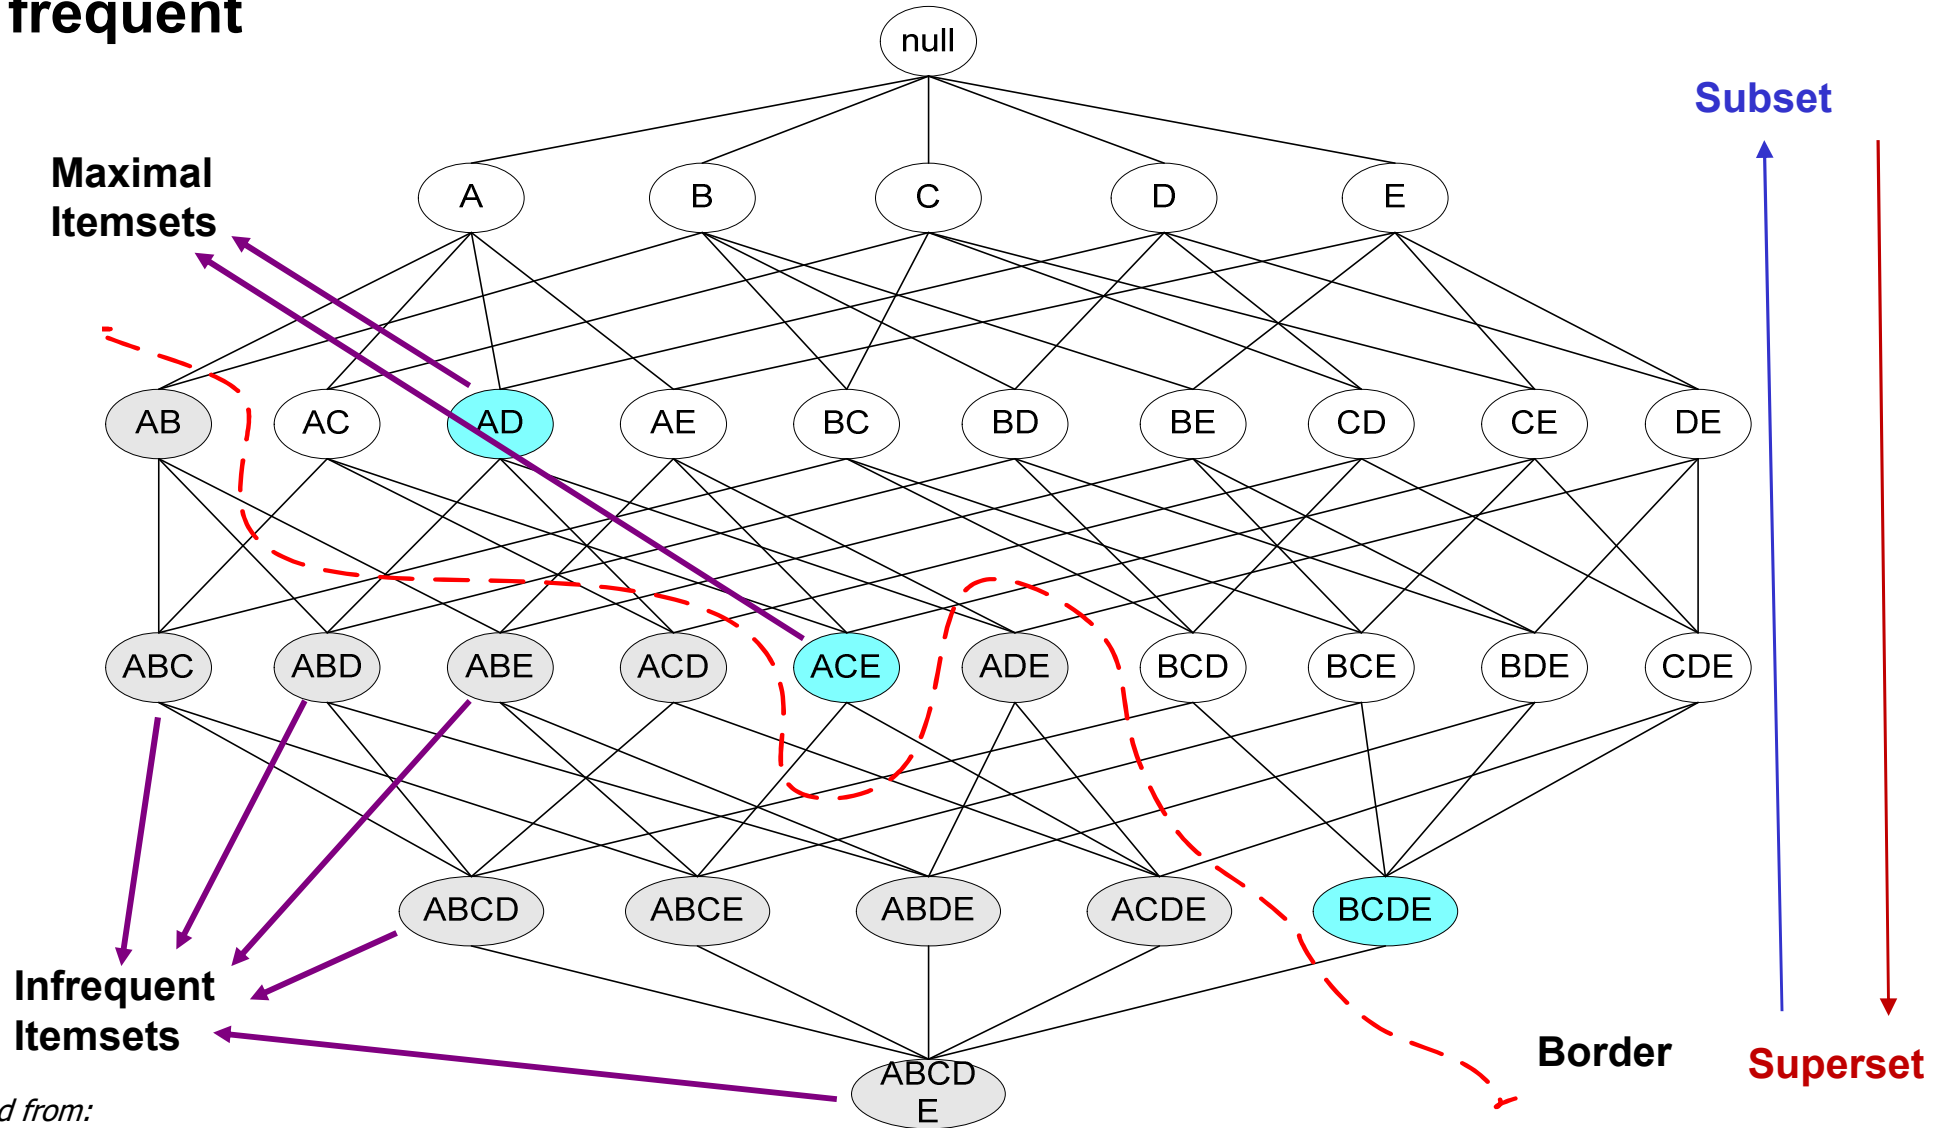 frequent
null
Subset
Maximal
Itemsets
A B C D E
AB AC AD AE BC BD BE CD CE DE
ABC ABD ABE ACD ACE ADE BCD BCE BDE CDE
ABCD ABCE ABDE ACDE BCDE
Infrequent
Itemsets
Border
Superset
ABCD
E
d from: